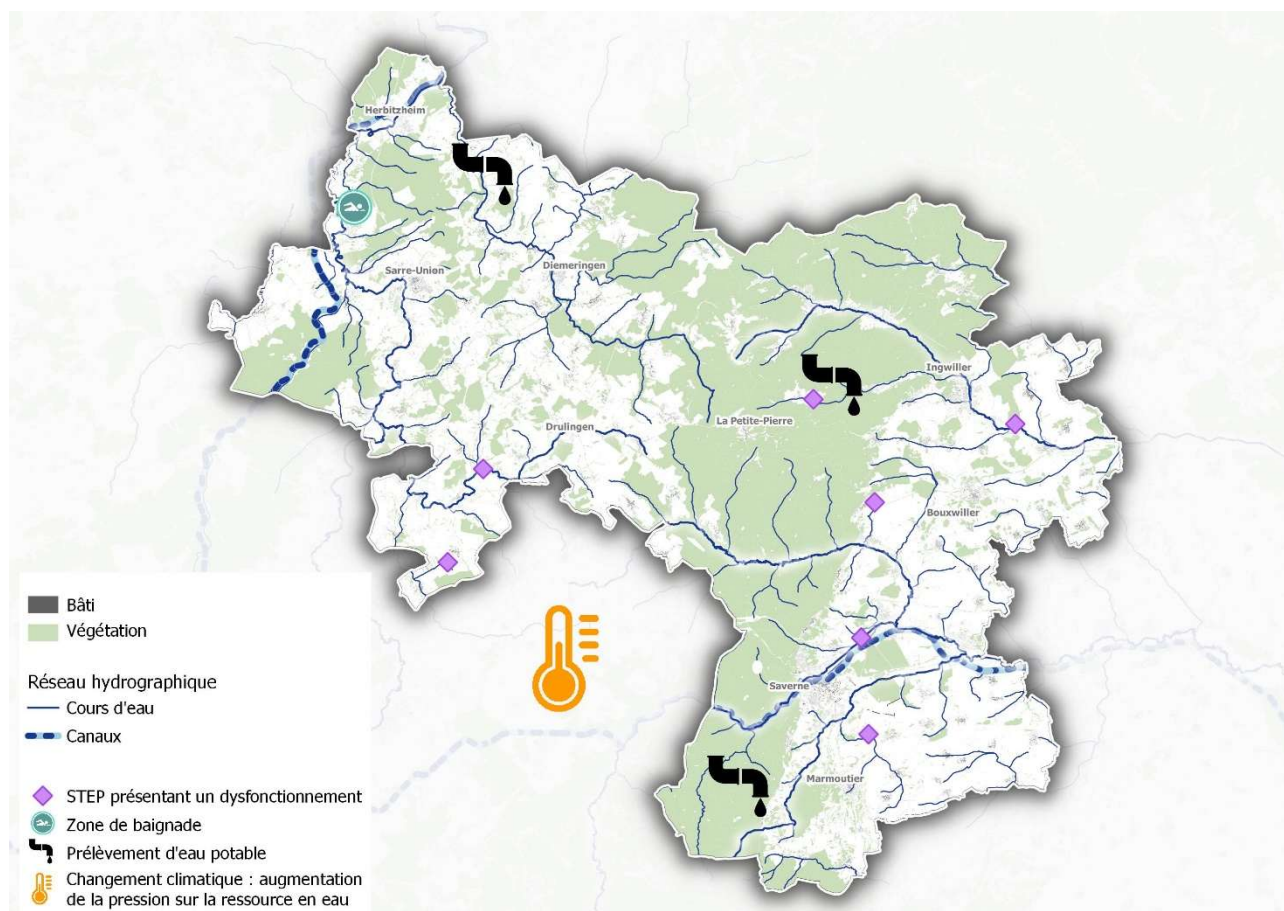 Herbitzheim
Sarre-Union
Diemeringen
Ingwiller
La Petite-Pierre
Drulingen
Bouxwiller
Saverne
Marmoutier
Bâti
Végétation
Réseau hydrographique
Cours d'eau
Canaux
STEP présentant un dysfonctionnement
Zone de baignade
Prélèvement d'eau potable
Changement climatique : augmentation
de la pression sur la ressource en eau